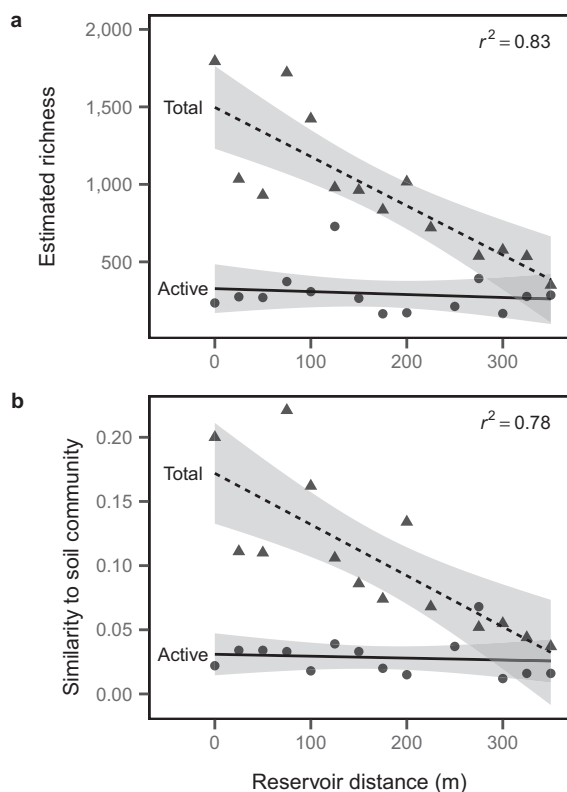 a
r² = 0.83
Estimated richness
2,000
1,500
1,000
500
Total
Active
0
100
200
300
b
r² = 0.78
Similarity to soil community
0.20
0.15
0.10
0.05
0.00
Total
Active
0
100
200
300
Reservoir distance (m)